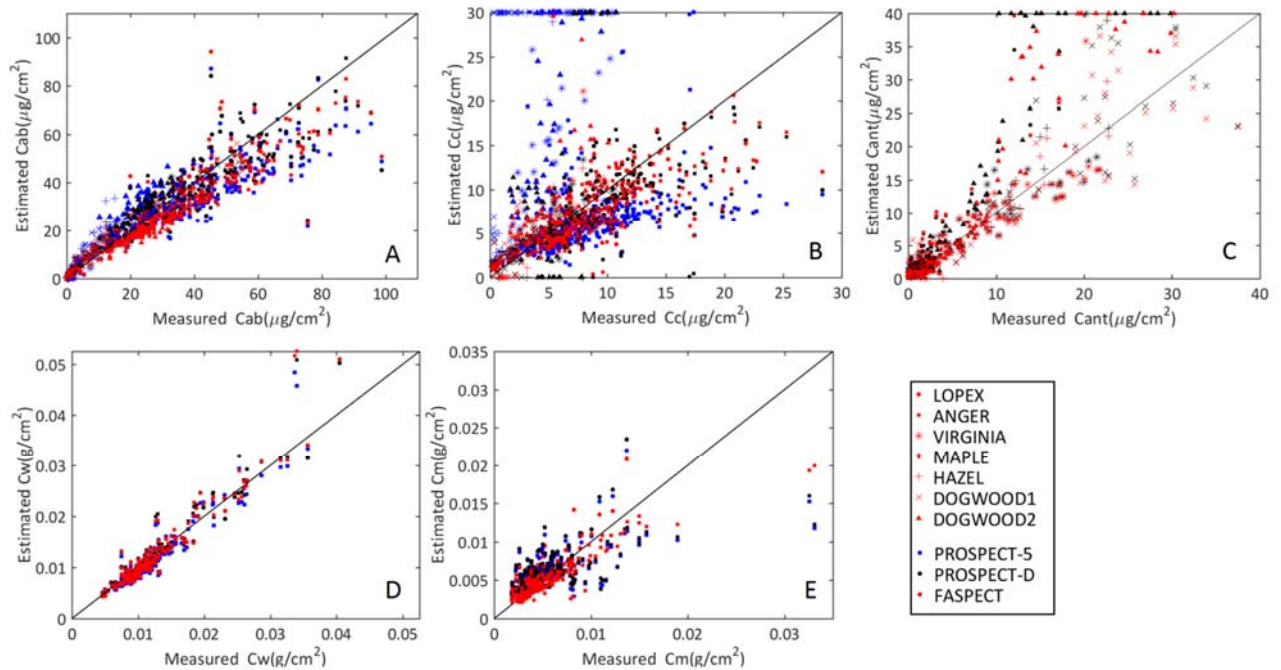 100
80
60
40
20
0
Estimated Cab(μg/cm²)
0 20 40 60 80 100
Measured Cab(μg/cm²)
A
30
25
20
15
10
5
0
Estimated Cc(μg/cm²)
0 5 10 15 20 25 30
Measured Cc(μg/cm²)
B
40
35
30
25
20
15
10
5
0
Estimated Cant(μg/cm²)
0 10 20 30 40
Measured Cant(μg/cm²)
C
0.05
0.04
0.03
0.02
0.01
0
Estimated Cw(g/cm²)
0 0.01 0.02 0.03 0.04 0.05
Measured Cw(g/cm²)
D
0.035
0.03
0.025
0.02
0.015
0.01
0.005
0
Estimated Cm(g/cm²)
0 0.01 0.02 0.03
Measured Cm(g/cm²)
E
LOPEX
ANGER
VIRGINIA
MAPLE
HAZEL
DOGWOOD1
DOGWOOD2
PROSPECT-5
PROSPECT-D
FASPECT